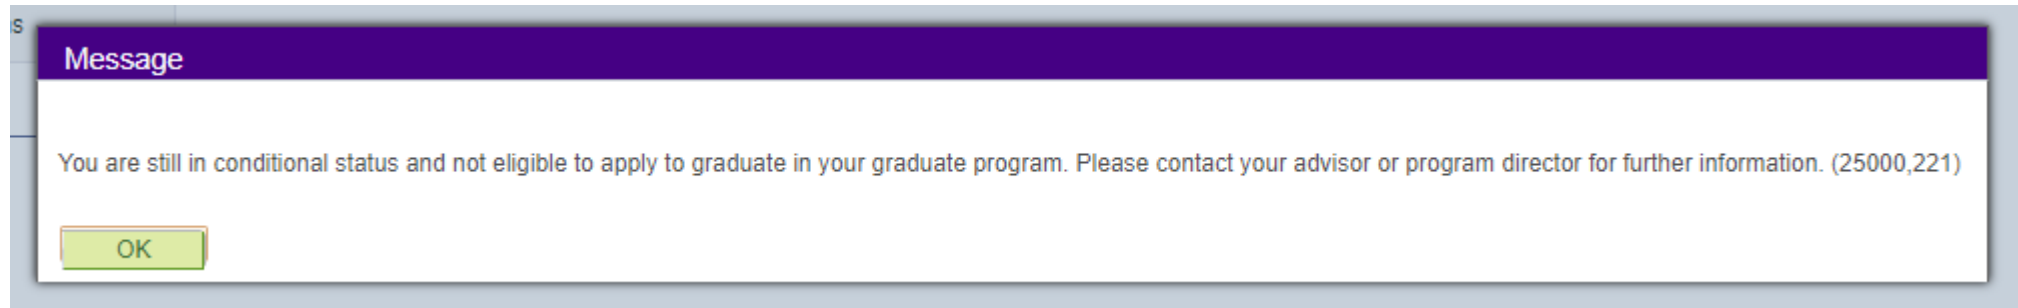 s
Message
You are still in conditional status and not eligible to apply to graduate in your graduate program. Please contact your advisor or program director for further information. (25000,221)
OK